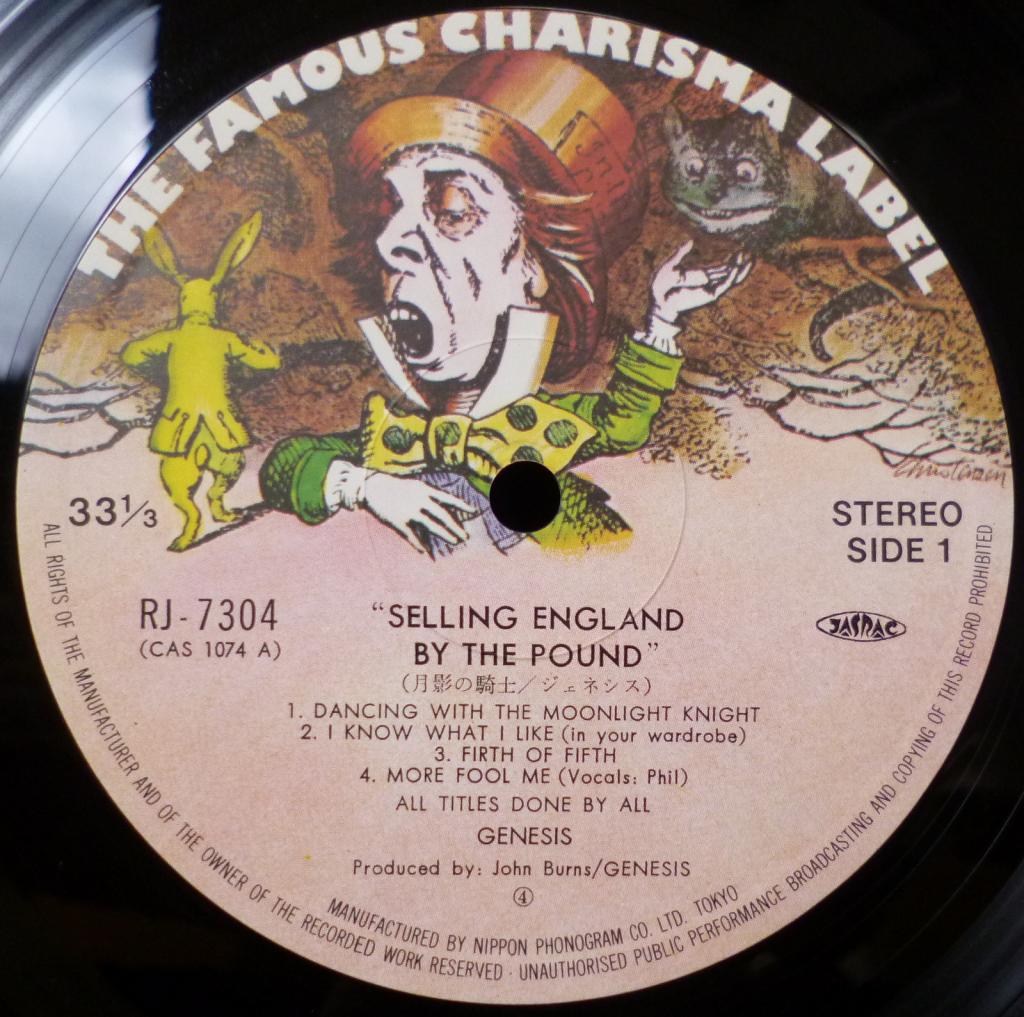 THE FAMOUS CHARISMA LABEL
Christensen
33⅓
STEREO
SIDE 1
RJ-7304
(CAS 1074 A)
JASRAC
“SELLING ENGLAND
BY THE POUND”
(月影の騎士/ジェネシス)
1. DANCING WITH THE MOONLIGHT KNIGHT
2. I KNOW WHAT I LIKE (in your wardrobe)
3. FIRTH OF FIFTH
4. MORE FOOL ME (Vocals: Phil)
ALL TITLES DONE BY ALL
GENESIS
Produced by: John Burns/GENESIS
④
MANUFACTURED BY NIPPON PHONOGRAM CO. LTD. TOKYO
ALL RIGHTS OF THE MANUFACTURER AND OF THE OWNER OF THE RECORDED WORK RESERVED · UNAUTHORISED PUBLIC PERFORMANCE BROADCASTING AND COPYING OF THIS RECORD PROHIBITED